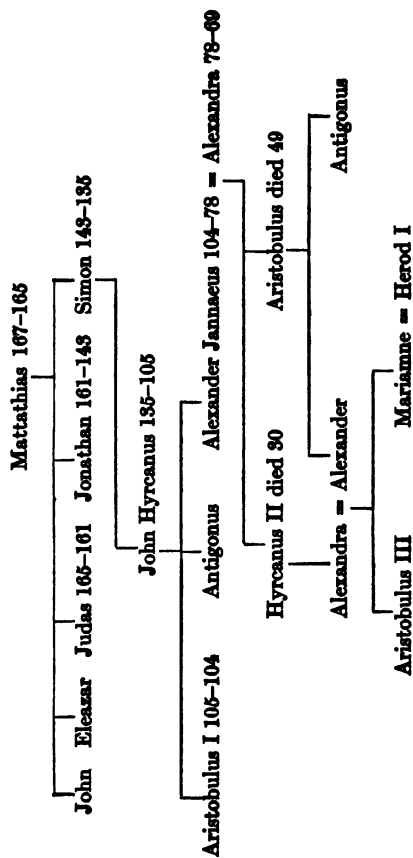 Mattathias 167–165
John Eleazar Judas 165–161 Jonathan 161–143 Simon 143–135
John Hyrcanus 135–105
Aristobulus I 105–104 Antigonus Alexander Jannaeus 104–78 = Alexandra 78–69
Hyrcanus II died 30 Aristobulus died 49
Alexandra = Alexander Antigonus
Aristobulus III Mariamne = Herod I